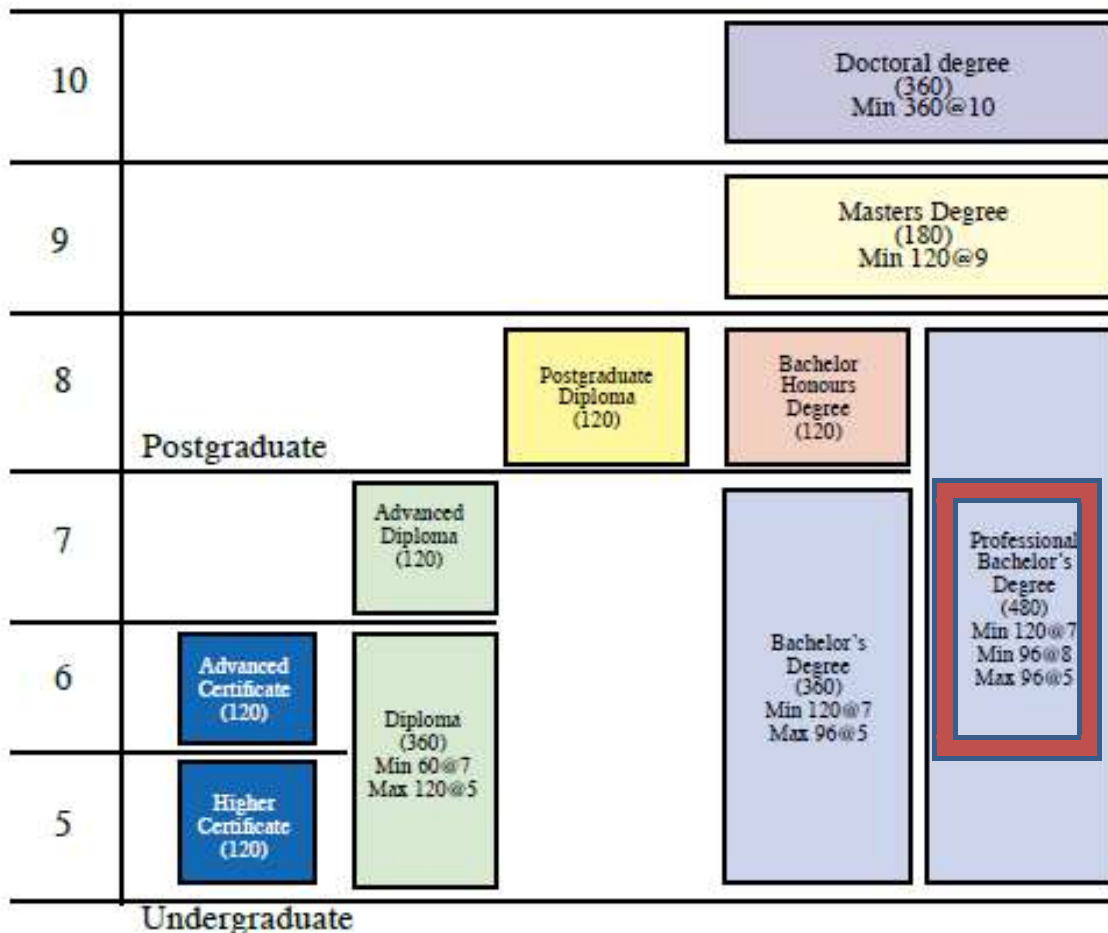 10
Doctoral degree
(360)
Min 360@10
9
Masters Degree
(180)
Min 120@9
8
Postgraduate
Diploma
(120)
Bachelor
Honours
Degree
(120)
Postgraduate
7
Advanced
Diploma
(120)
Professional
Bachelor's
Degree
(480)
Min 120@7
Min 96@8
Max 96@5
6
Advanced
Certificate
(120)
Diploma
(360)
Min 60@7
Max 120@5
Bachelor's
Degree
(360)
Min 120@7
Max 96@5
5
Higher
Certificate
(120)
Undergraduate